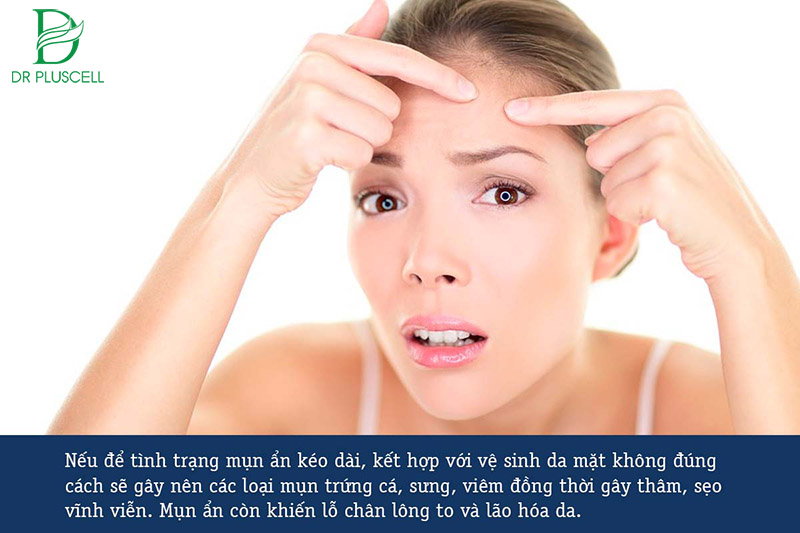 DR PLUSCELL
Nếu để tình trạng mụn ẩn kéo dài, kết hợp với vệ sinh da mặt không đúng
cách sẽ gây nên các loại mụn trứng cá, sưng, viêm đồng thời gây thâm, sẹo
vĩnh viễn. Mụn ẩn còn khiến lỗ chân lông to và lão hóa da.